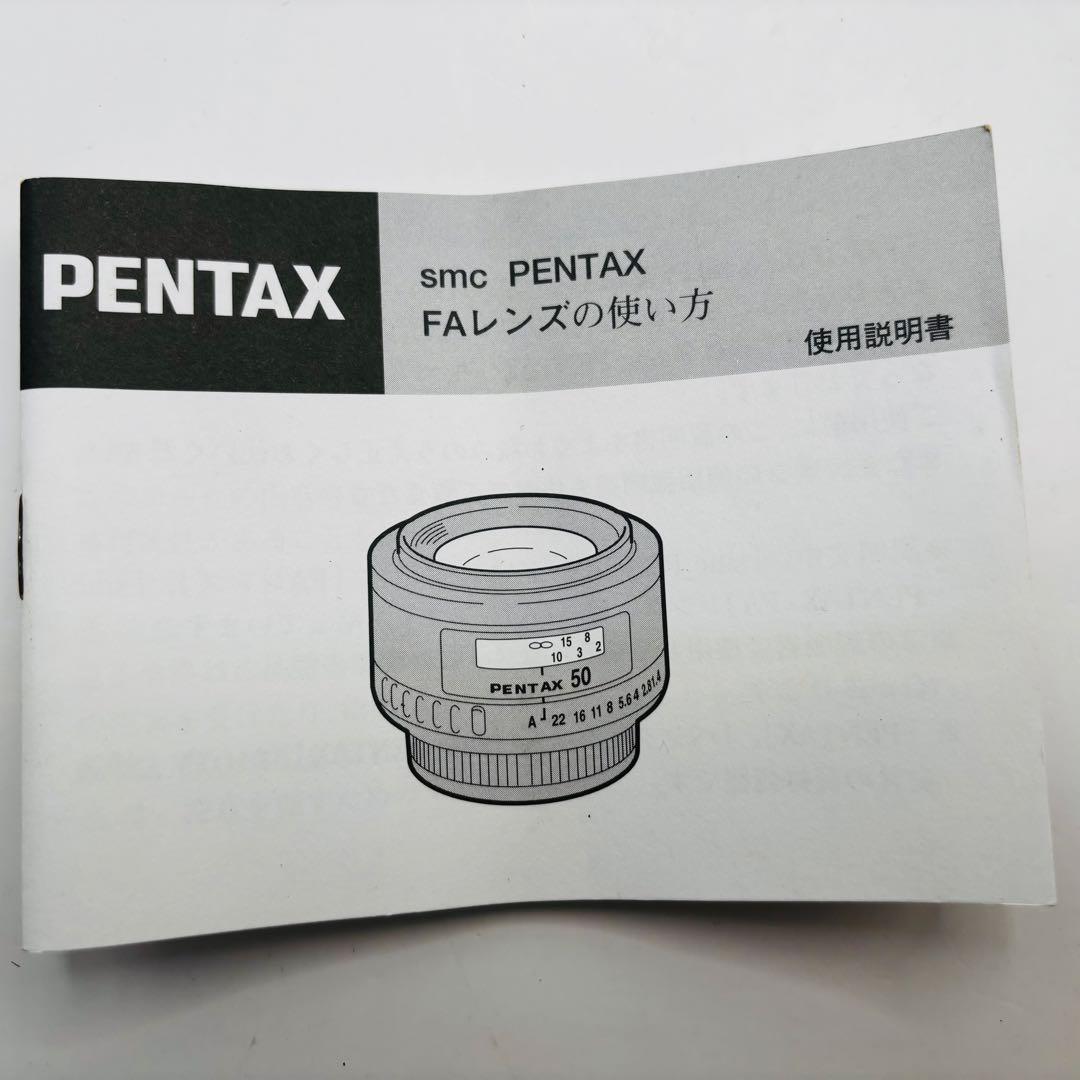 PENTAX
smc PENTAX
FAレンズの使い方
使用説明書
∞ 15 8
10 3 2
PENTAX 50
A 22 16 11 8 5.6 4 2.8 1.4